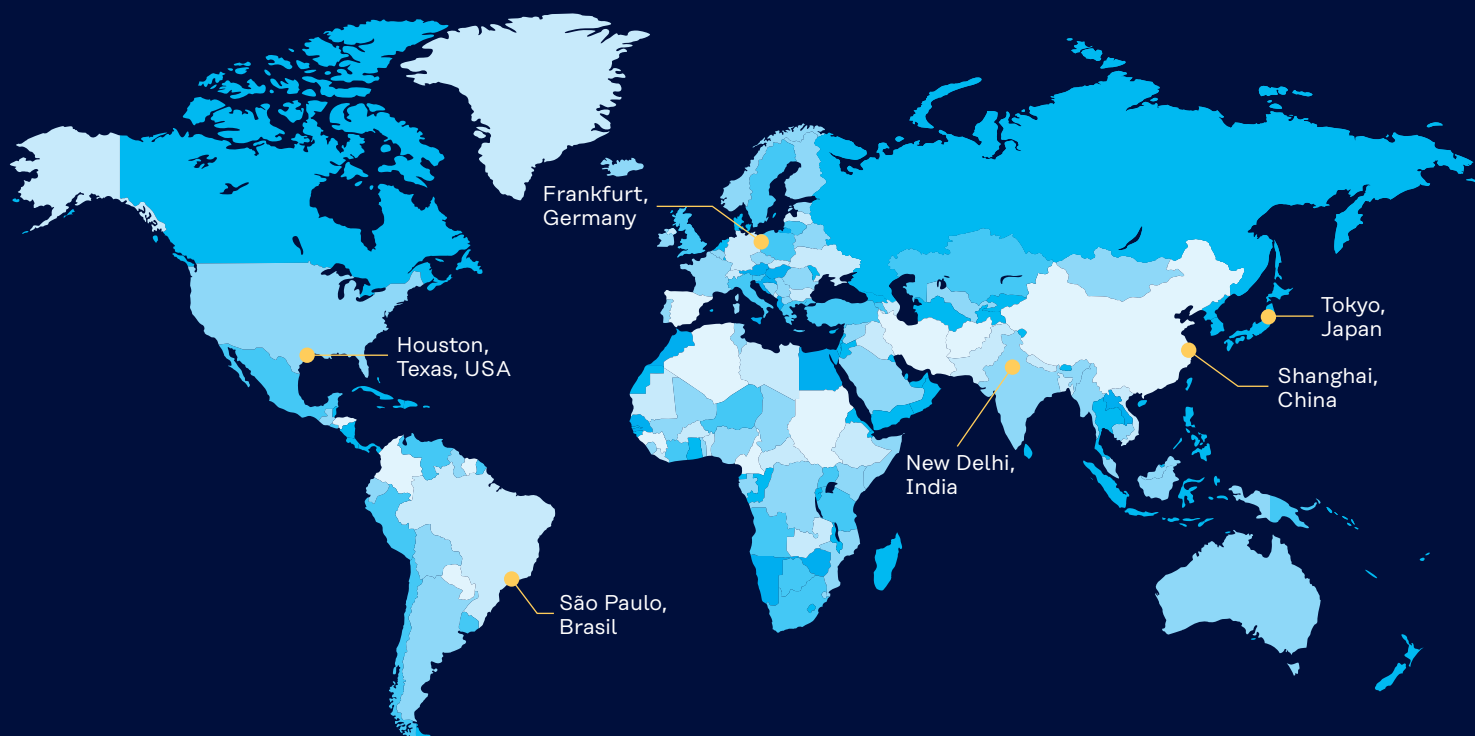 Frankfurt,
Germany
Tokyo,
Japan
Houston,
Texas, USA
Shanghai,
China
New Delhi,
India
São Paulo,
Brasil